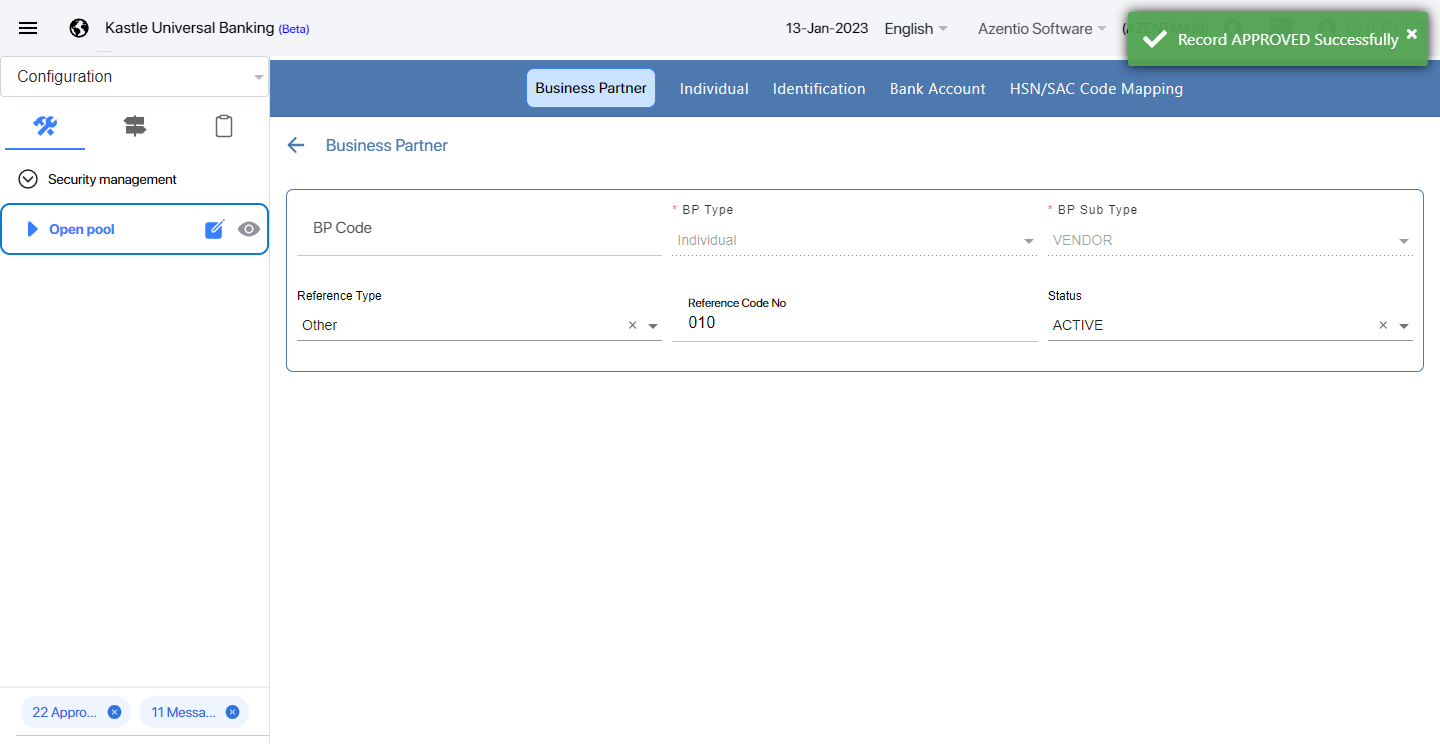 Kastle Universal Banking (Beta)
13-Jan-2023
English
Azentio Software
Record APPROVED Successfully
Configuration
Business Partner
Individual
Identification
Bank Account
HSN/SAC Code Mapping
Business Partner
Security management
Open pool
BP Code
* BP Type
Individual
* BP Sub Type
VENDOR
Reference Type
Other
Reference Code No
010
Status
ACTIVE
22 Appro...
11 Messa...